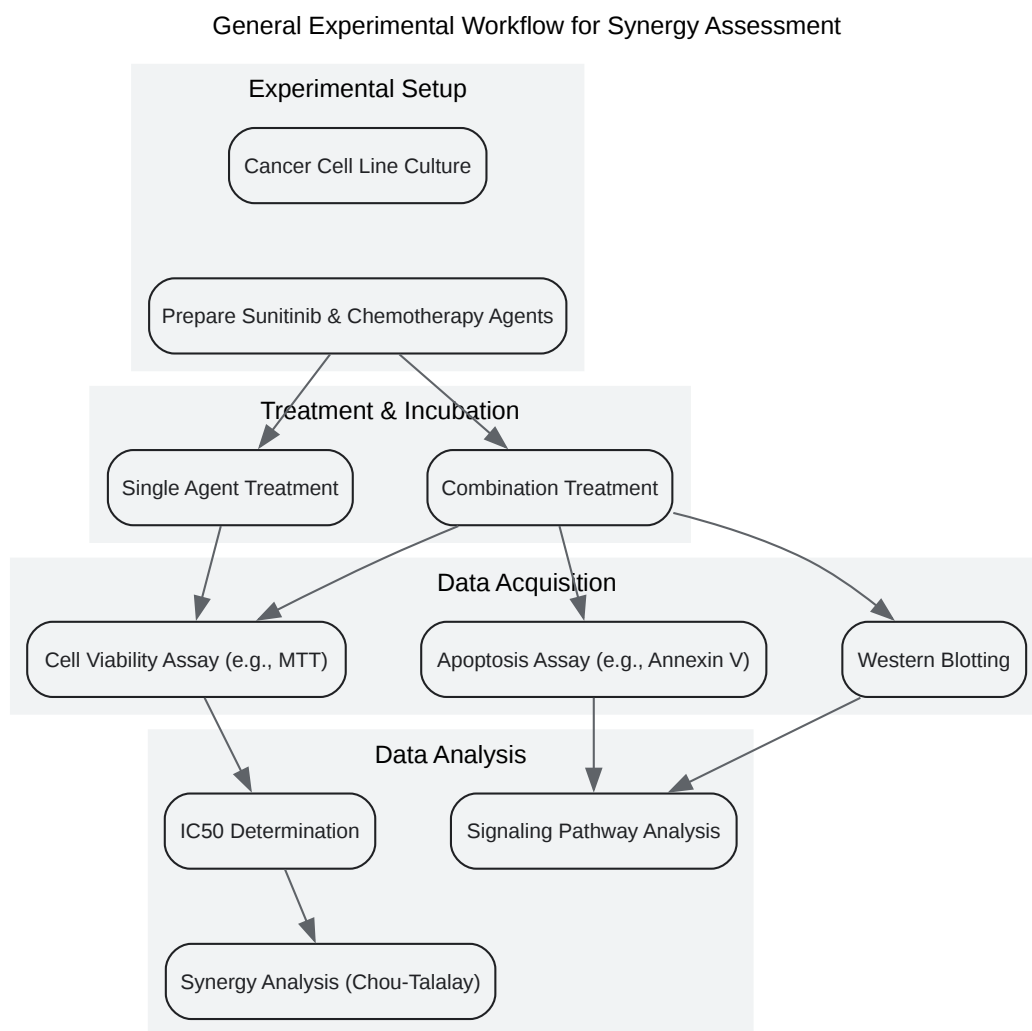 General Experimental Workflow for Synergy Assessment
Experimental Setup
Cancer Cell Line Culture
Prepare Sunitinib & Chemotherapy Agents
Treatment & Incubation
Single Agent Treatment
Combination Treatment
Data Acquisition
Cell Viability Assay (e.g., MTT)
Apoptosis Assay (e.g., Annexin V)
Western Blotting
Data Analysis
IC50 Determination
Signaling Pathway Analysis
Synergy Analysis (Chou-Talalay)